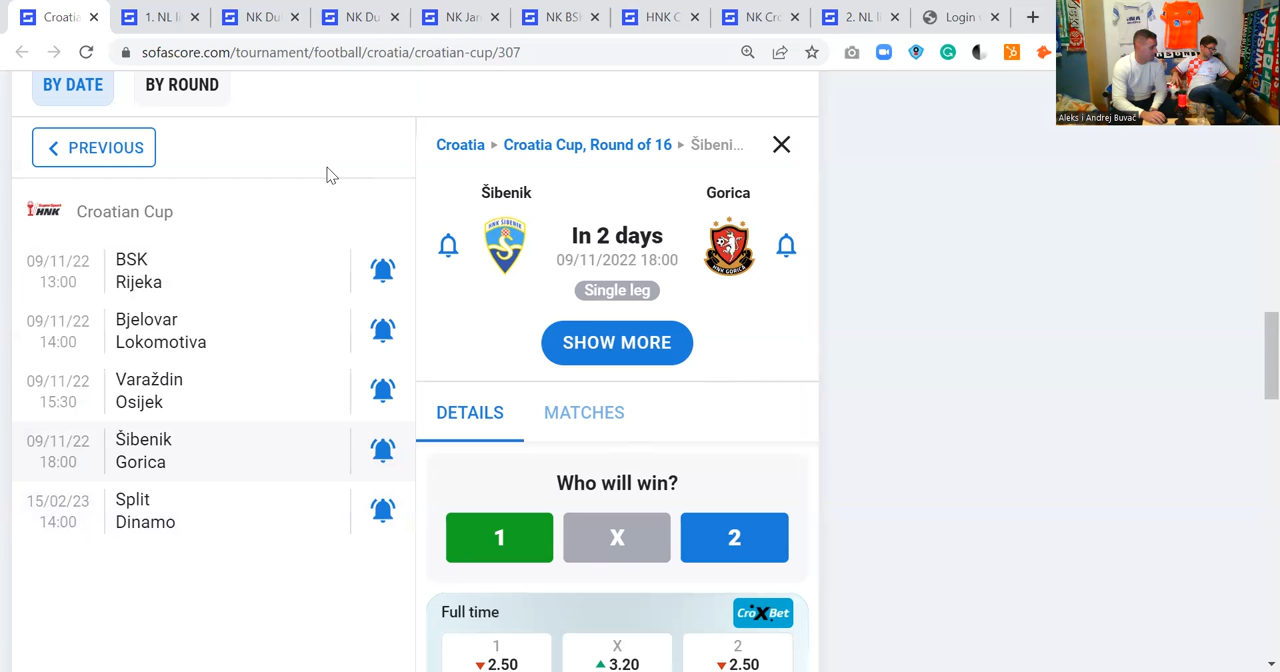 Croatia
1. NL li
NK Du
NK Du
NK Jan
NK BSK
HNK C
NK Cro
2. NL li
Login
sofascore.com/tournament/football/croatia/croatian-cup/307
Aleks i Andrej Buvač
BY DATE
BY ROUND
PREVIOUS
Croatian Cup
09/11/22
13:00
BSK
Rijeka
09/11/22
14:00
Bjelovar
Lokomotiva
09/11/22
15:30
Varaždin
Osijek
09/11/22
18:00
Šibenik
Gorica
15/02/23
14:00
Split
Dinamo
Croatia ▸ Croatia Cup, Round of 16 ▸ Šibeni...
Šibenik
Gorica
In 2 days
09/11/2022 18:00
Single leg
SHOW MORE
DETAILS
MATCHES
Who will win?
1
X
2
Full time
CroXBet
1
2.50
X
3.20
2
2.50